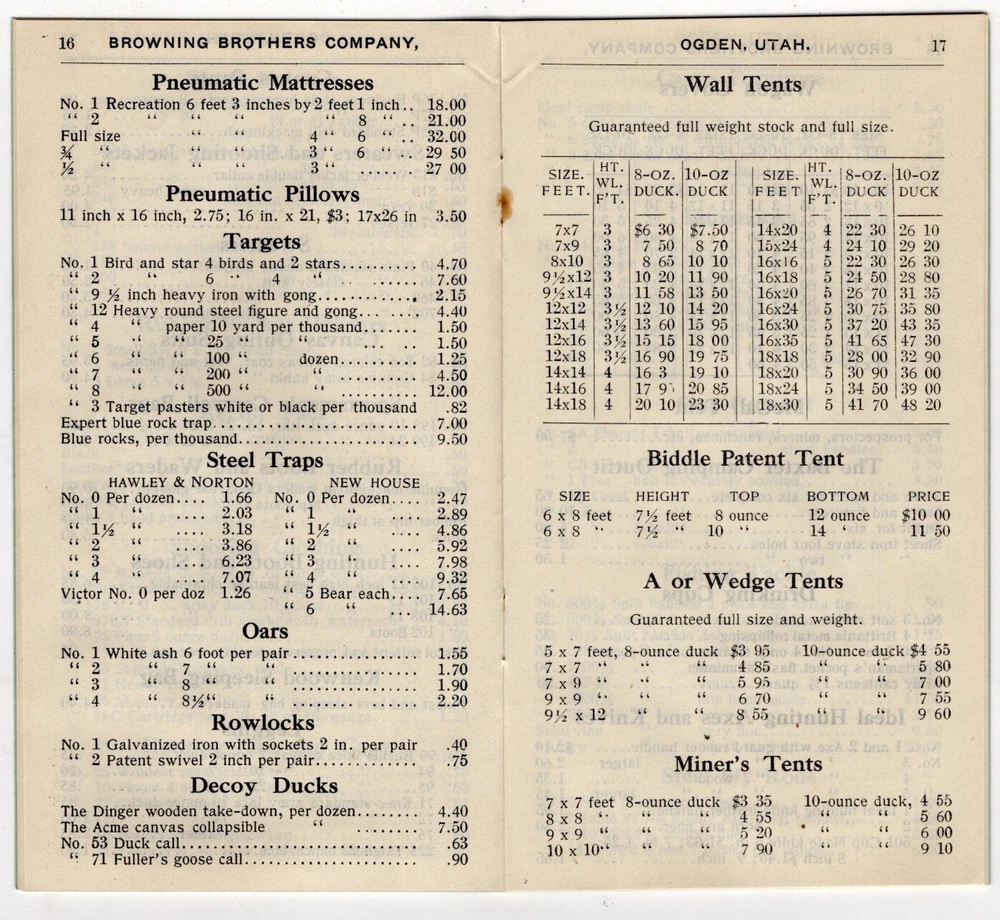 16 BROWNING BROTHERS COMPANY,
Pneumatic Mattresses
No. 1 Recreation 6 feet 3 inches by 2 feet 1 inch.. 18.00
“ 2 “ “ “ “ 8 “ .. 21.00
Full size “ “ 4 “ 6 “ .. 32.00
¾ “ “ “ 3 “ 6 “ .. 29 50
½ “ “ “ 3 “ ...... 27 00
Pneumatic Pillows
11 inch x 16 inch, 2.75; 16 in. x 21, $3; 17x26 in 3.50
Targets
No. 1 Bird and star 4 birds and 2 stars.......... 4.70
“ 2 “ 6 “ 4 “ ...... 7.60
“ 9 ½ inch heavy iron with gong............. 2.15
“ 12 Heavy round steel figure and gong... .... 4.40
“ 4 “ paper 10 yard per thousand....... 1.50
“ 5 “ “ 25 “ “ ... ... 1.50
“ 6 “ “ 100 “ dozen.......... 1.25
“ 7 “ “ 200 “ “ .......... 4.50
“ 8 “ “ 500 “ “ .......... 12.00
“ 3 Target pasters white or black per thousand .82
Expert blue rock trap.......................... 7.00
Blue rocks, per thousand....................... 9.50
Steel Traps
HAWLEY & NORTON
No. 0 Per dozen.... 1.66
“ 1 “ .... 2.03
“ 1½ “ .... 3.18
“ 2 “ .... 3.86
“ 3 “ .. 6.23
“ 4 “ .... 7.07
Victor No. 0 per doz 1.26
NEW HOUSE
No. 0 Per dozen.... 2.47
“ 1 “ .... 2.89
“ 1½ “ .... 4.86
“ 2 “ .... 5.92
“ 3 “ .... 7.98
“ 4 “ .... 9.32
“ 5 Bear each.... 7.65
“ 6 “ .... 14.63
Oars
No. 1 White ash 6 foot per pair................ 1.55
“ 2 “ 7 “ “ ................ 1.70
“ 3 “ 8 “ “ ................ 1.90
“ 4 “ 8½“ “ ................ 2.20
Rowlocks
No. 1 Galvanized iron with sockets 2 in. per pair .40
“ 2 Patent swivel 2 inch per pair............. .75
Decoy Ducks
The Dinger wooden take-down, per dozen........ 4.40
The Acme canvas collapsible “ ........ 7.50
No. 53 Duck call............................... .63
“ 71 Fuller's goose call....................... .90
OGDEN, UTAH. 17
Wall Tents
Guaranteed full weight stock and full size.
SIZE. FEET. HT. WL. F'T. 8-OZ. DUCK. 10-OZ DUCK SIZE. FEET HT. WL. F'T. 8-OZ. DUCK 10-OZ DUCK
7x7 3 $6 30 $7.50 14x20 4 22 30 26 10
7x9 3 7 50 8 70 15x24 4 24 10 29 20
8x10 3 8 65 10 10 16x16 5 22 30 26 30
9½x12 3 10 20 11 90 16x18 5 24 50 28 80
9½x14 3 11 58 13 50 16x20 5 26 70 31 35
12x12 3½ 12 10 14 20 16x24 5 30 75 35 80
12x14 3½ 13 60 15 95 16x30 5 37 20 43 35
12x16 3½ 15 15 18 00 16x35 5 41 65 47 30
12x18 3½ 16 90 19 75 18x18 5 28 00 32 90
14x14 4 16 3 19 10 18x20 5 30 90 36 00
14x16 4 17 9 20 85 18x24 5 34 50 39 00
14x18 4 20 10 23 30 18x30 5 41 70 48 20
Biddle Patent Tent
SIZE HEIGHT TOP BOTTOM PRICE
6 x 8 feet 7½ feet 8 ounce 12 ounce $10 00
6 x 8 “ 7½ “ 10 “ 14 ‘ 11 50
A or Wedge Tents
Guaranteed full size and weight.
5 x 7 feet, 8-ounce duck $3 95 10-ounce duck $4 55
7 x 7 “ “ “ 4 85 “ “ 5 80
7 x 9 “ “ “ 5 95 “ “ 7 00
9 x 9 “ “ “ 6 70 “ “ 7 55
9½ x 12 “ “ 8 55 “ “ 9 60
Miner's Tents
7 x 7 feet 8-ounce duck $3 35 10-ounce duck, 4 55
8 x 8 “ “ “ 4 55 “ “ 5 60
9 x 9 “ “ “ 5 20 “ “ 6 00
10 x 10“ “ “ 7 90 “ “ 9 10